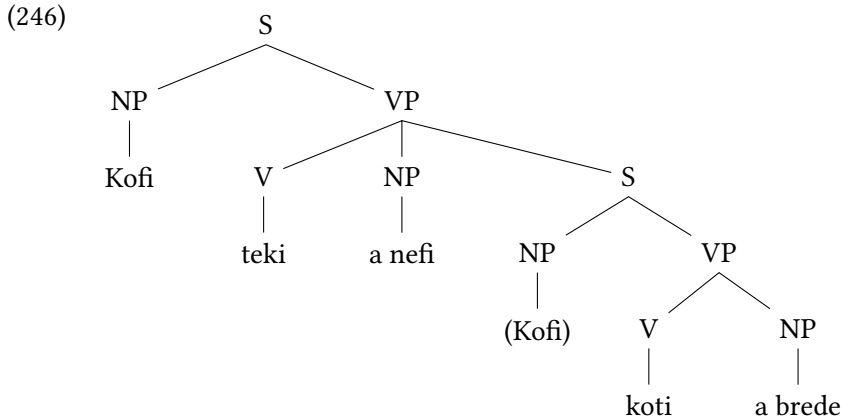 (246)
S
NP VP
Kofi V NP S
teki a nefi NP VP
(Kofi) V NP
koti a brede